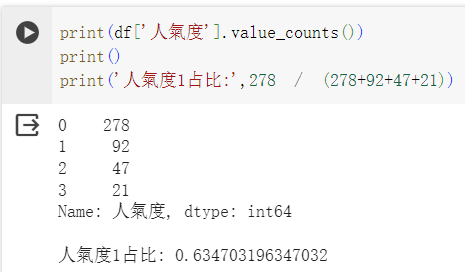 print(df['人氣度'].value_counts())
print()
print('人氣度1占比:',278 / (278+92+47+21))
0 278
1 92
2 47
3 21
Name: 人氣度, dtype: int64
人氣度1占比: 0.634703196347032